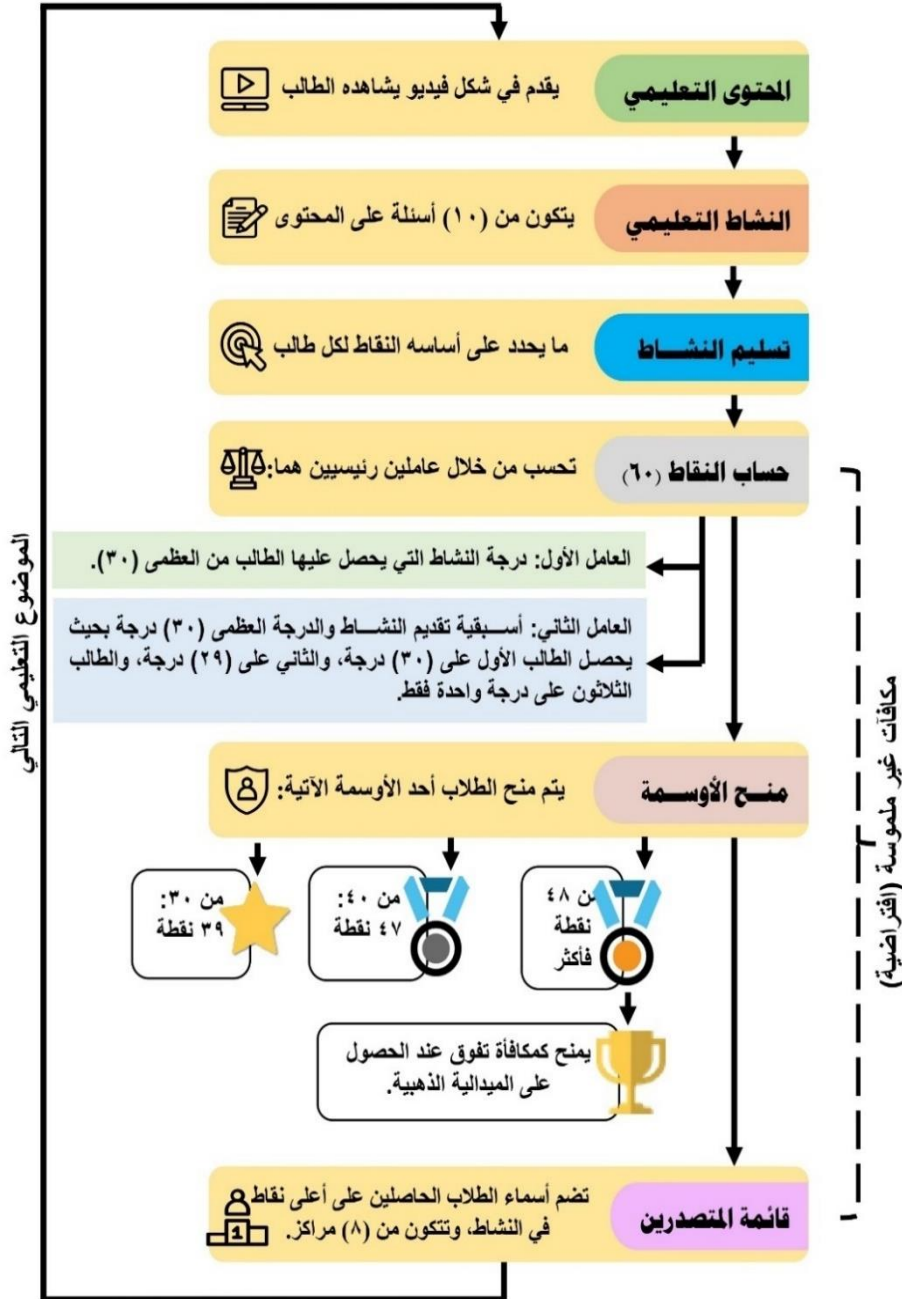 المحتوى التعليمي
يقدم في شكل فيديو يشاهده الطالب
النشاط التعليمي
يتكون من (١٠) أسئلة على المحتوى
تسليم النشـــاط
ما يحدد على أساسه النقاط لكل طالب
حساب النقاط (٦٠)
تحسب من خلال عاملين رئيسيين هما:
العامل الأول: درجة النشاط التي يحصل عليها الطالب من العظمى (٣٠).
العامل الثاني: أســـبقية تقديم النشـــاط والدرجة العظمى (٣٠) درجة بحيث
يحصل الطالب الأول على (٣٠) درجة، والثاني على (٢٩) درجة، والطالب
الثلاثون على درجة واحدة فقط.
منـــح الأوســـمة
يتم منح الطلاب أحد الأوسمة الآتية:
من ٤٨
نقطة
فأكثر
من ٤٠:
٤٧ نقطة
من ٣٠:
٣٩ نقطة
يمنح كمكافأة تفوق عند الحصول
على الميدالية الذهبية.
قائمة المتصدرين
تضم أسماء الطلاب الحاصلين على أعلى نقاط
في النشاط، وتتكون من (٨) مراكز.
1
مكافآت غير ملموسة (افتراضية)
الموضوع التعليمي التالي